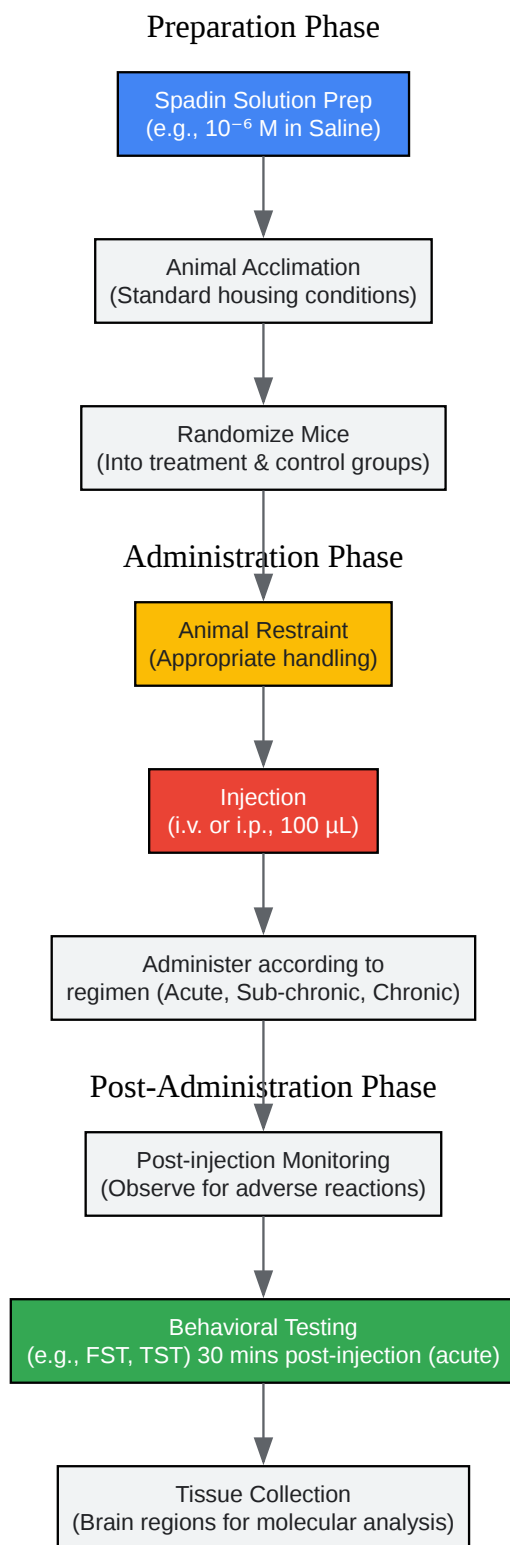 Preparation Phase
Spadin Solution Prep
(e.g., 10⁻⁶ M in Saline)
Animal Acclimation
(Standard housing conditions)
Randomize Mice
(Into treatment & control groups)
Administration Phase
Animal Restraint
(Appropriate handling)
Injection
(i.v. or i.p., 100 µL)
Administer according to
regimen (Acute, Sub-chronic, Chronic)
Post-Administration Phase
Post-injection Monitoring
(Observe for adverse reactions)
Behavioral Testing
(e.g., FST, TST) 30 mins post-injection (acute)
Tissue Collection
(Brain regions for molecular analysis)